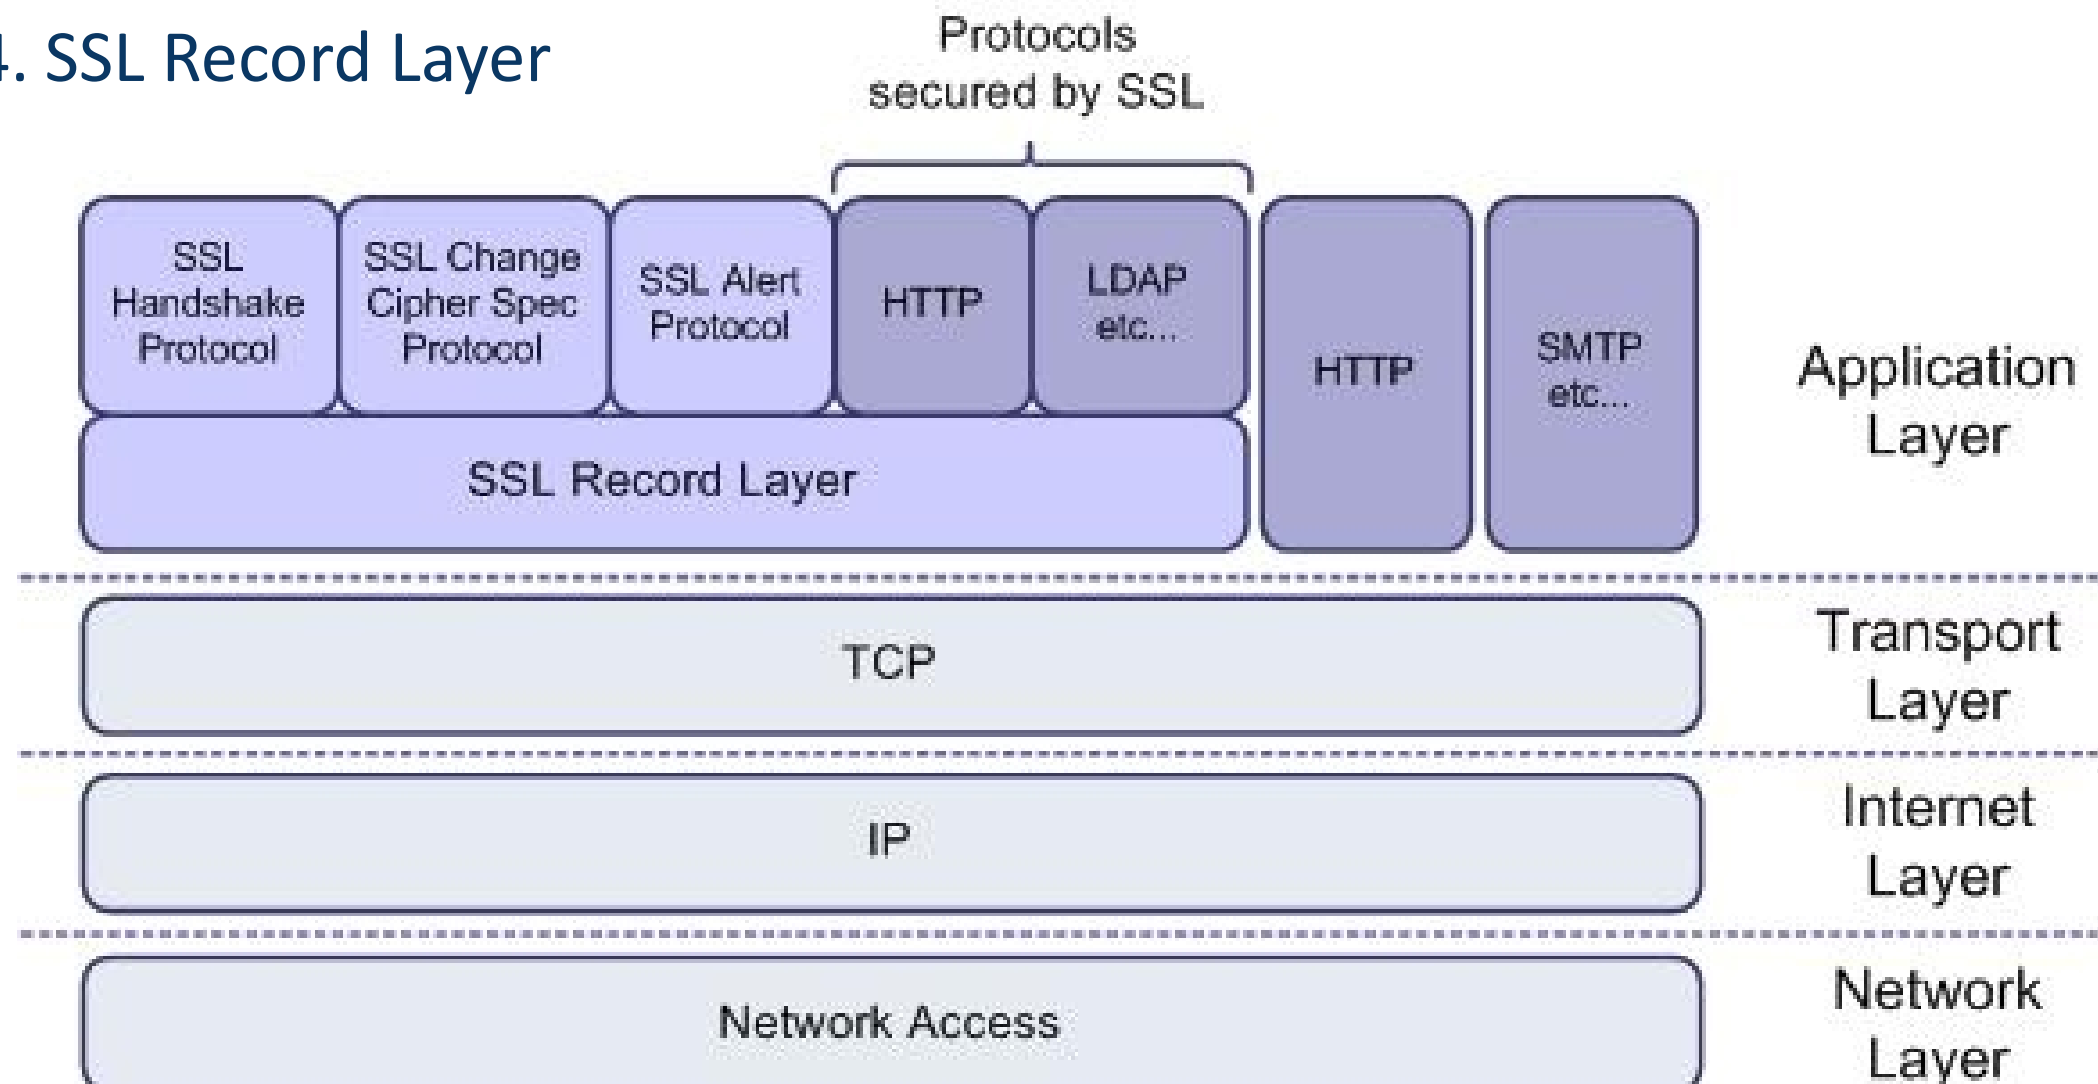 4. SSL Record Layer
Protocols
secured by SSL
SSL
Handshake
Protocol
SSL Change
Cipher Spec
Protocol
SSL Alert
Protocol
HTTP
LDAP
etc...
HTTP
SMTP
etc...
Application
Layer
SSL Record Layer
TCP
Transport
Layer
IP
Internet
Layer
Network Access
Network
Layer